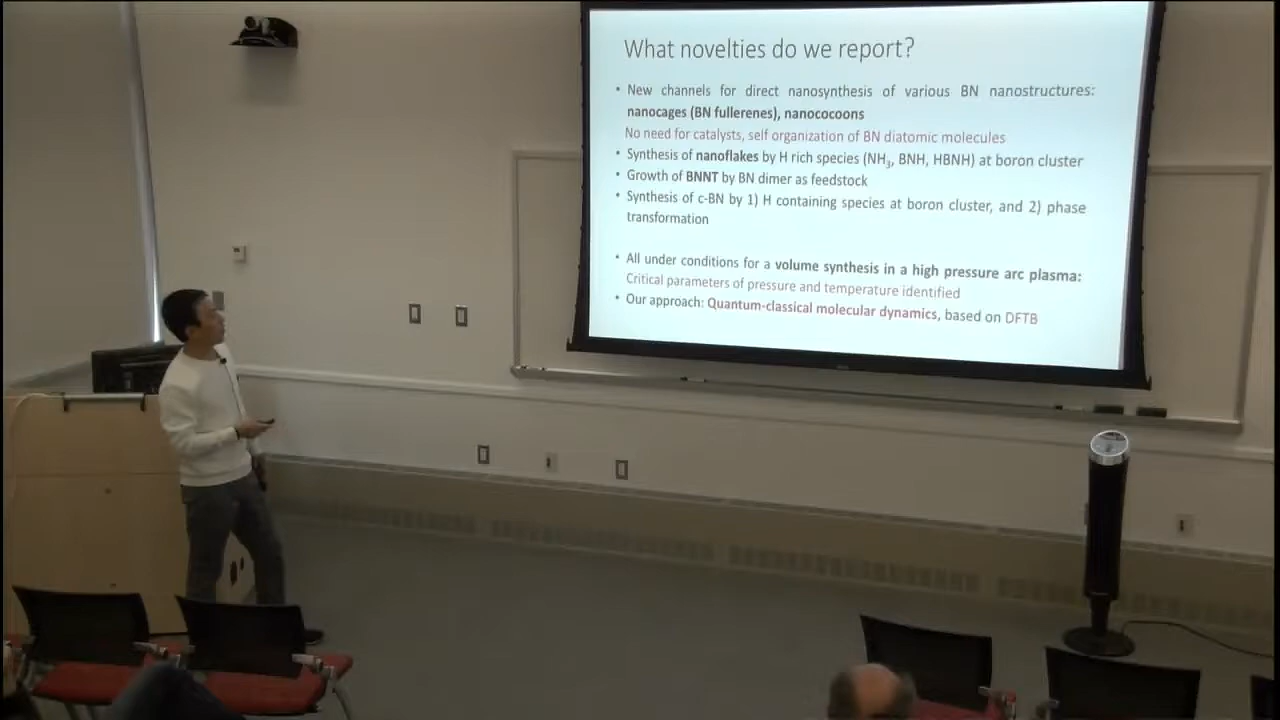 What novelties do we report?
• New channels for direct nanosynthesis of various BN nanostructures:
nanocages (BN fullerenes), nanococoons
No need for catalysts, self organization of BN diatomic molecules
• Synthesis of nanoflakes by H rich species (NH₃, BNH, HBNH) at boron cluster
• Growth of BNNT by BN dimer as feedstock
• Synthesis of c-BN by 1) H containing species at boron cluster, and 2) phase
transformation
• All under conditions for a volume synthesis in a high pressure arc plasma:
Critical parameters of pressure and temperature identified
• Our approach: Quantum-classical molecular dynamics, based on DFTB